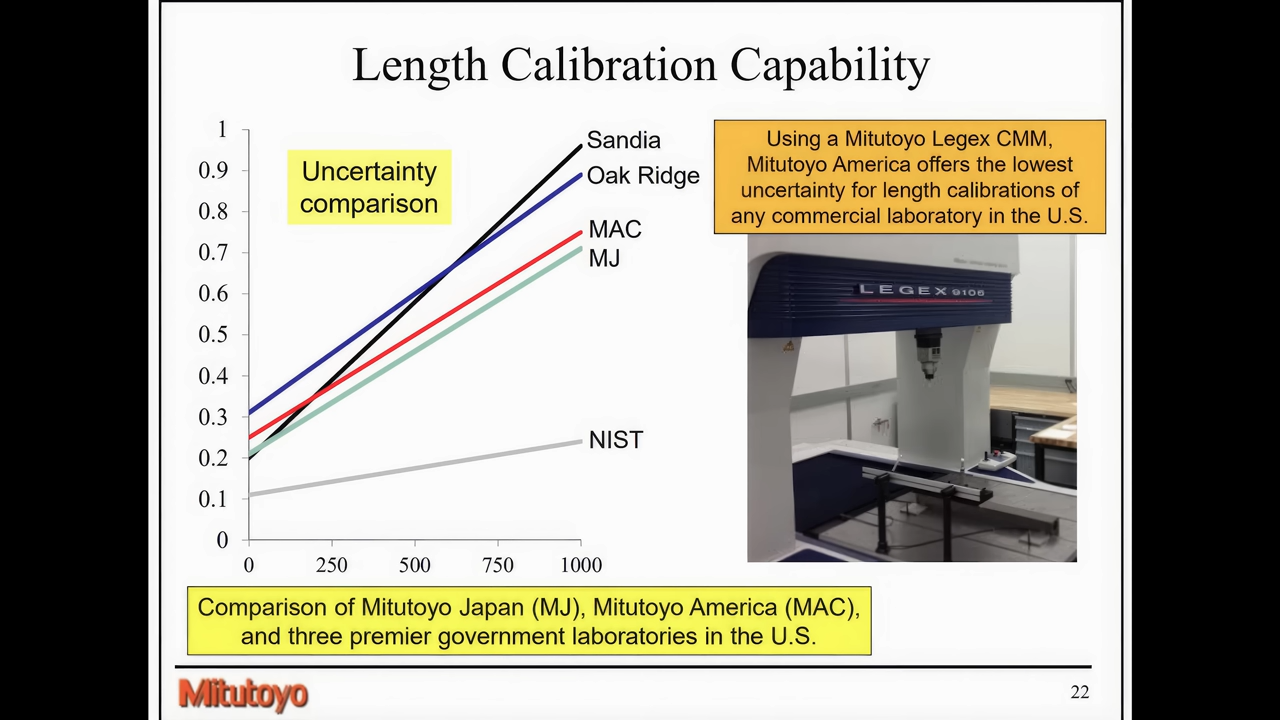 Length Calibration Capability
1
0.9
0.8
0.7
0.6
0.5
0.4
0.3
0.2
0.1
0
0
250
500
750
1000
Uncertainty
comparison
Sandia
Oak Ridge
MAC
MJ
NIST
Using a Mitutoyo Legex CMM,
Mitutoyo America offers the lowest
uncertainty for length calibrations of
any commercial laboratory in the U.S.
LEGEX 9106
Comparison of Mitutoyo Japan (MJ), Mitutoyo America (MAC),
and three premier government laboratories in the U.S.
Mitutoyo
22